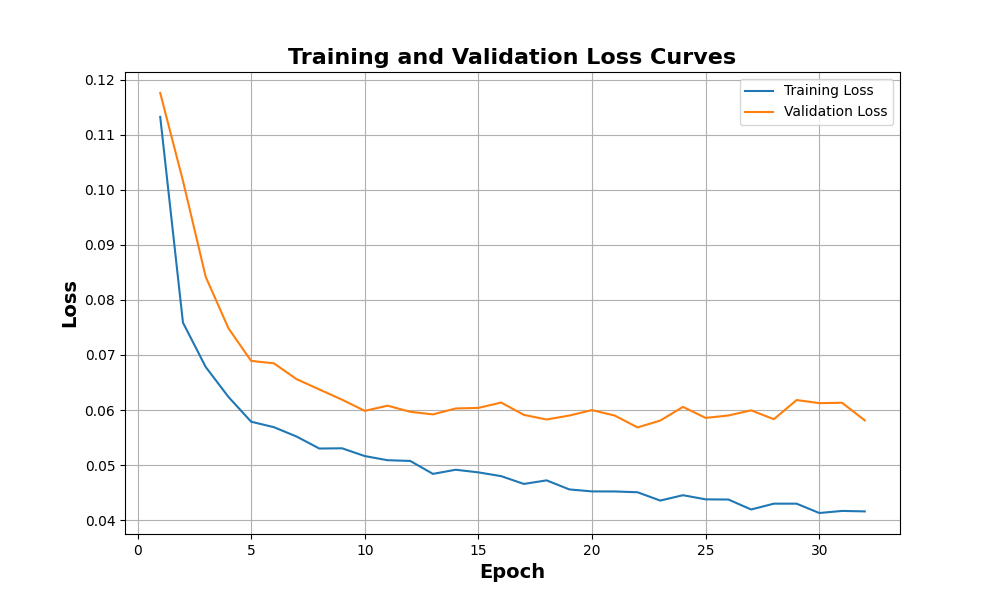 Training and Validation Loss Curves
Training Loss
Validation Loss
0.12
0.11
0.10
0.09
0.08
0.07
0.06
0.05
0.04
Loss
0 5 10 15 20 25 30
Epoch